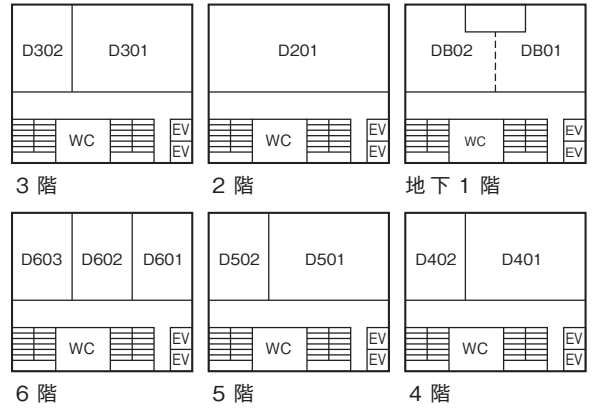 D302 D301
WC
EV
EV
3 階
D201
WC
EV
EV
2 階
DB02 DB01
WC
EV
EV
地下 1 階
D603 D602 D601
WC
EV
EV
6 階
D502 D501
WC
EV
EV
5 階
D402 D401
WC
EV
EV
4 階